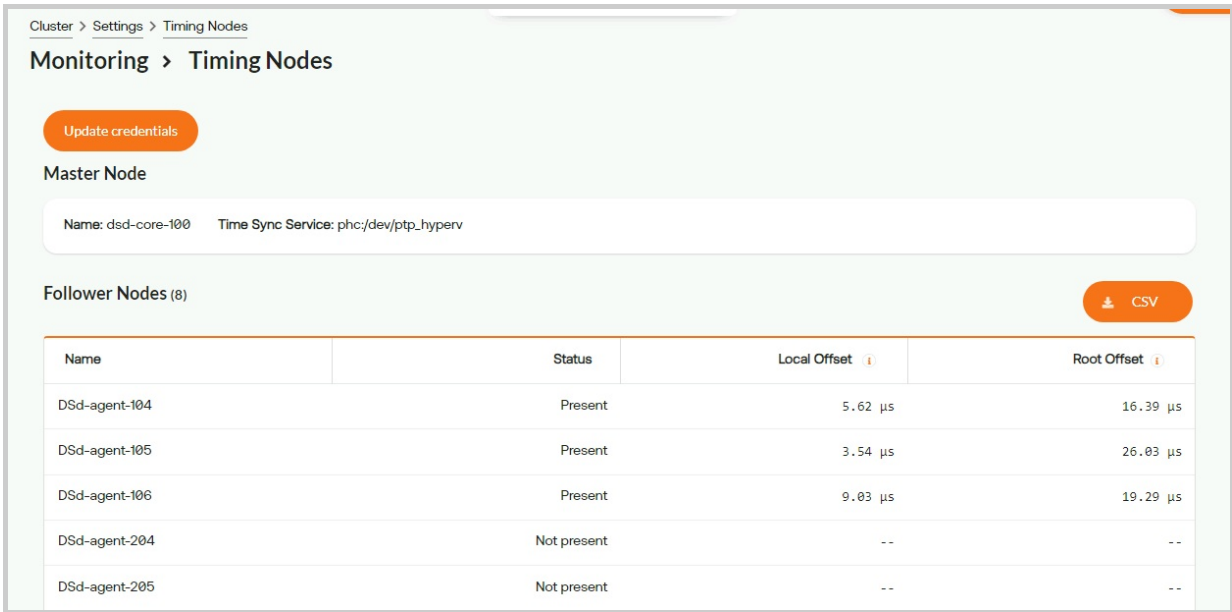 Cluster > Settings > Timing Nodes
Monitoring > Timing Nodes
Update credentials
Master Node
Name: dsd-core-100 Time Sync Service: phc:/dev/ptp_hyperv
Follower Nodes (8)
CSV
Name Status Local Offset i Root Offset i
DSd-agent-104 Present 5.62 µs 16.39 µs
DSd-agent-105 Present 3.54 µs 26.03 µs
DSd-agent-106 Present 9.03 µs 19.29 µs
DSd-agent-204 Not present -- --
DSd-agent-205 Not present -- --